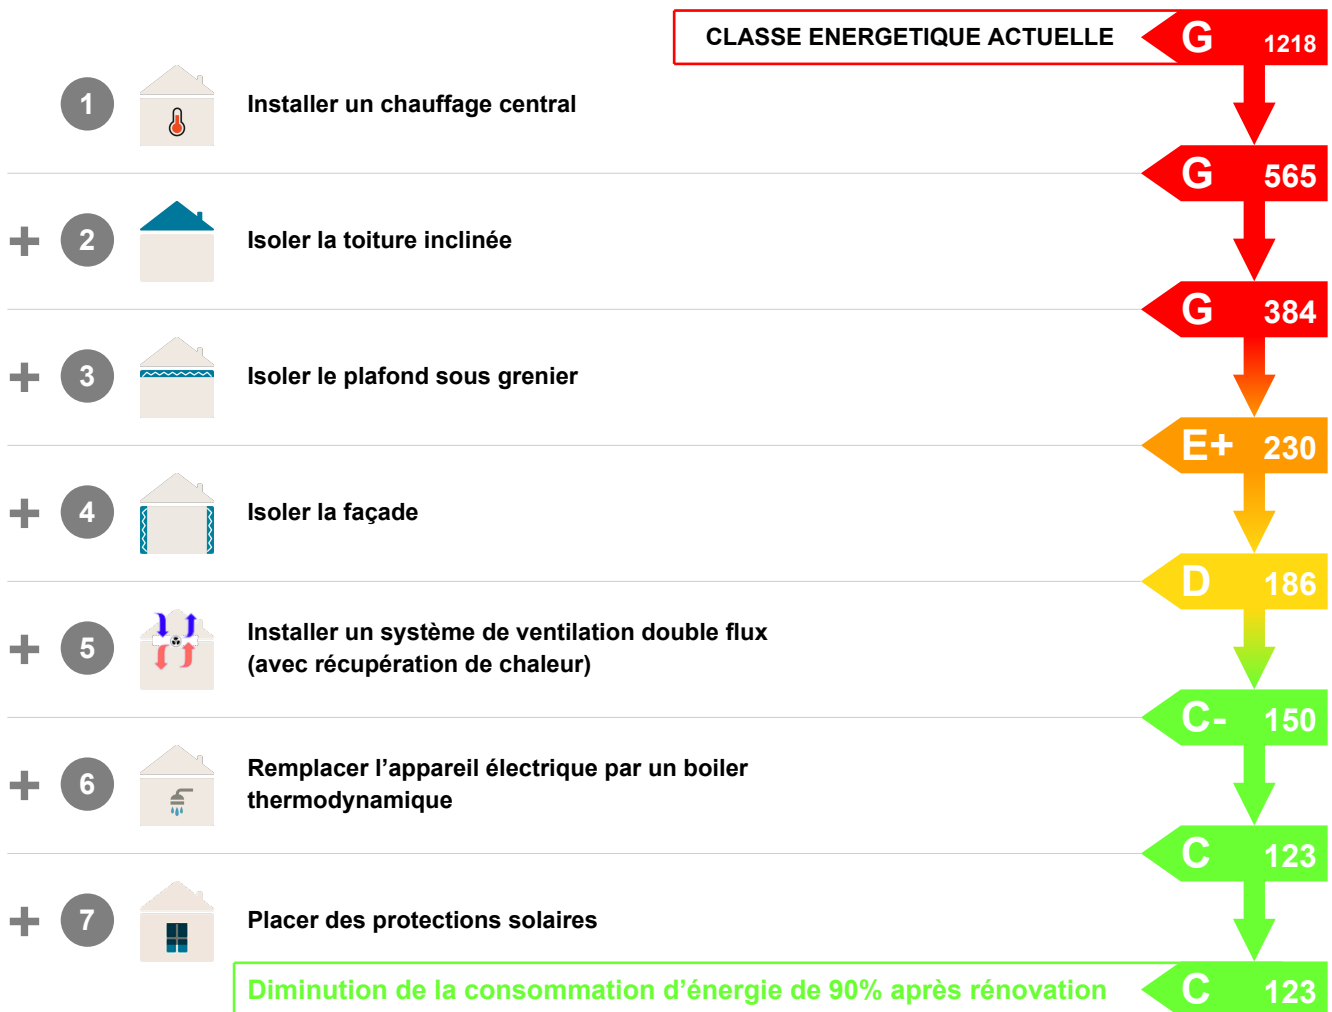 CLASSE ENERGETIQUE ACTUELLE G 1218
1 Installer un chauffage central
G 565
+ 2 Isoler la toiture inclinée
G 384
+ 3 Isoler le plafond sous grenier
E+ 230
+ 4 Isoler la façade
D 186
+ 5 Installer un système de ventilation double flux
(avec récupération de chaleur)
C- 150
+ 6 Remplacer l’appareil électrique par un boiler
thermodynamique
C 123
+ 7 Placer des protections solaires
Diminution de la consommation d’énergie de 90% après rénovation C 123